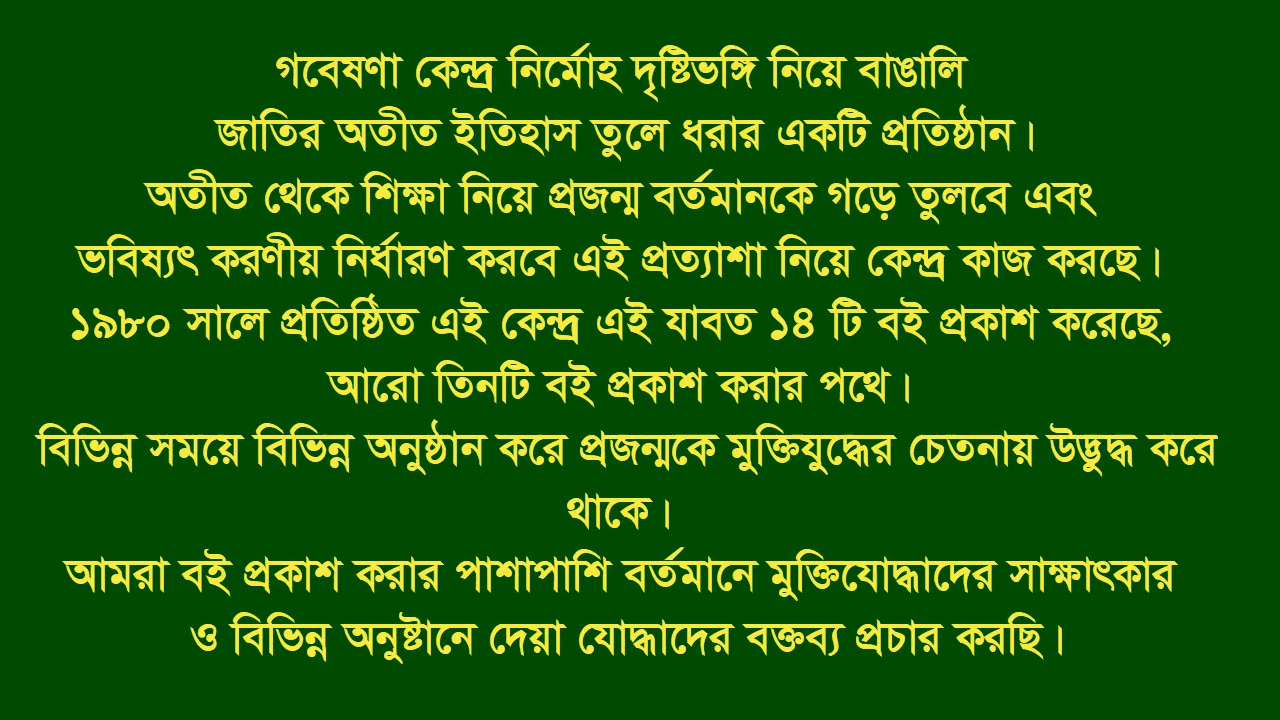 গবেষণা কেন্দ্র নির্মোহ দৃষ্টিভঙ্গি নিয়ে বাঙালি
জাতির অতীত ইতিহাস তুলে ধরার একটি প্রতিষ্ঠান।
অতীত থেকে শিক্ষা নিয়ে প্রজন্ম বর্তমানকে গড়ে তুলবে এবং
ভবিষ্যৎ করণীয় নির্ধারণ করবে এই প্রত্যাশা নিয়ে কেন্দ্র কাজ করছে।
১৯৮০ সালে প্রতিষ্ঠিত এই কেন্দ্র এই যাবত ১৪ টি বই প্রকাশ করেছে,
আরো তিনটি বই প্রকাশ করার পথে।
বিভিন্ন সময়ে বিভিন্ন অনুষ্ঠান করে প্রজন্মকে মুক্তিযুদ্ধের চেতনায় উদ্ভুদ্ধ করে
থাকে।
আমরা বই প্রকাশ করার পাশাপাশি বর্তমানে মুক্তিযোদ্ধাদের সাক্ষাৎকার
ও বিভিন্ন অনুষ্টানে দেয়া যোদ্ধাদের বক্তব্য প্রচার করছি।